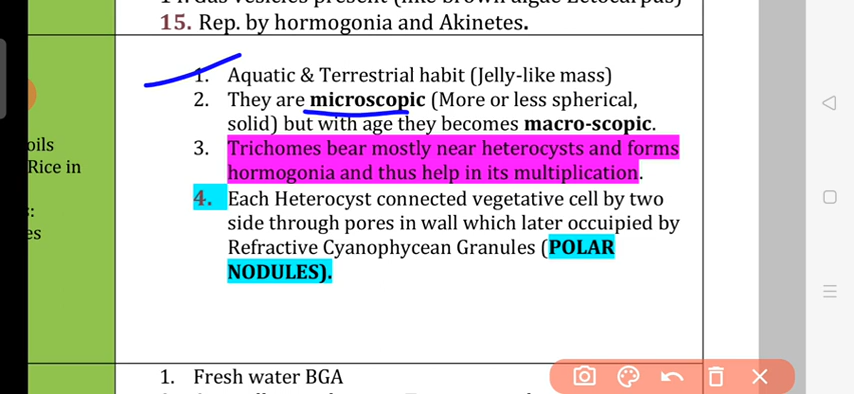 15. Rep. by hormogonia and Akinetes.
1. Aquatic & Terrestrial habit (Jelly-like mass)
2. They are microscopic (More or less spherical,
solid) but with age they becomes macro-scopic.
3. Trichomes bear mostly near heterocysts and forms
hormogonia and thus help in its multiplication.
4. Each Heterocyst connected vegetative cell by two
side through pores in wall which later occuipied by
Refractive Cyanophycean Granules (POLAR
NODULES).
oils
Rice in
:
es
1. Fresh water BGA